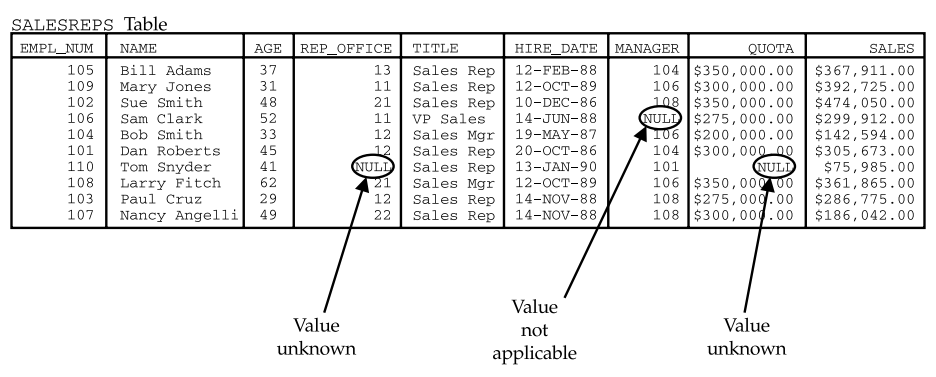 SALESREPS Table
EMPL_NUM NAME AGE REP_OFFICE TITLE HIRE_DATE MANAGER QUOTA SALES
105 Bill Adams 37 13 Sales Rep 12-FEB-88 104 $350,000.00 $367,911.00
109 Mary Jones 31 11 Sales Rep 12-OCT-89 106 $300,000.00 $392,725.00
102 Sue Smith 48 21 Sales Rep 10-DEC-86 108 $350,000.00 $474,050.00
106 Sam Clark 52 11 VP Sales 14-JUN-88 NULL $275,000.00 $299,912.00
104 Bob Smith 33 12 Sales Mgr 19-MAY-87 106 $200,000.00 $142,594.00
101 Dan Roberts 45 12 Sales Rep 20-OCT-86 104 $300,000.00 $305,673.00
110 Tom Snyder 41 NULL Sales Rep 13-JAN-90 101 NULL $75,985.00
108 Larry Fitch 62 21 Sales Mgr 12-OCT-89 106 $350,000.00 $361,865.00
103 Paul Cruz 29 12 Sales Rep 14-NOV-88 108 $275,000.00 $286,775.00
107 Nancy Angelli 49 22 Sales Rep 14-NOV-88 108 $300,000.00 $186,042.00
Value
unknown
Value
not
applicable
Value
unknown